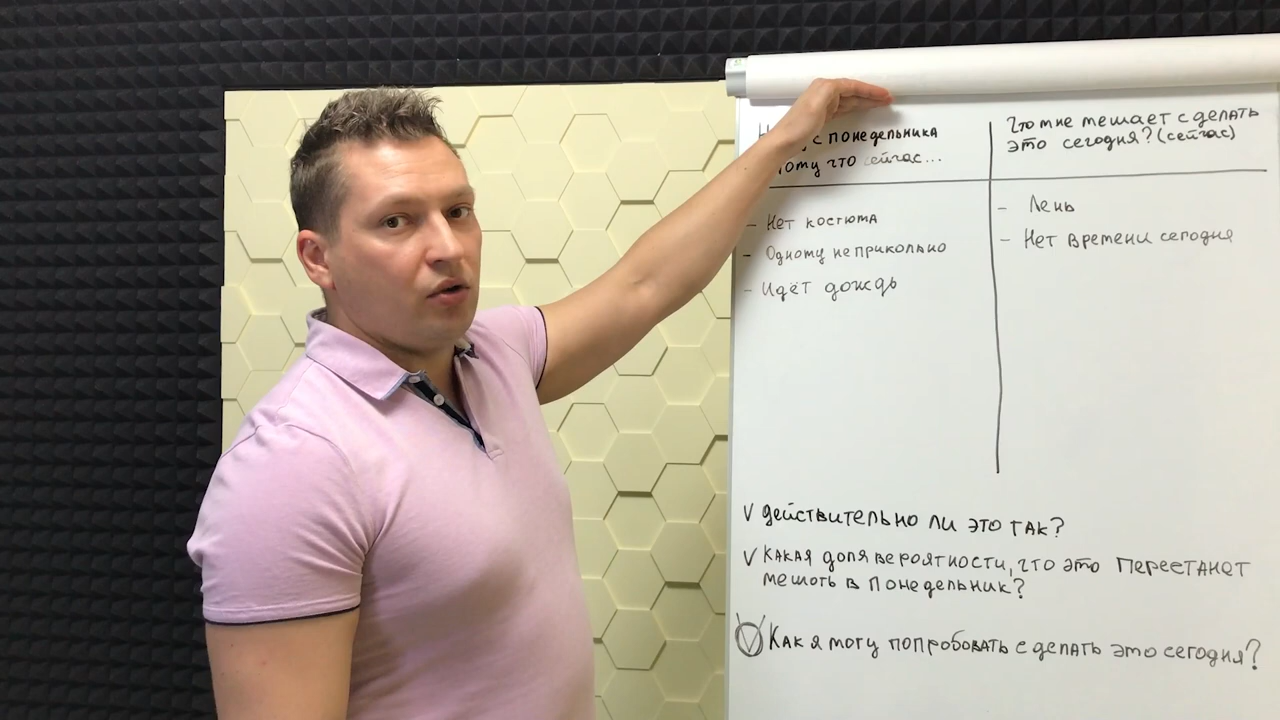 с понедельника
потому что сейчас...
- Нет костюма
- Одному не прикольно
- Идёт дождь
Что мне мешает сделать
это сегодня? (сейчас)
- Лень
- Нет времени сегодня
V Действительно ли это так?
V Какая доля вероятности, что это перестанет
мешать в понедельник?
V Как я могу попробовать сделать это сегодня?